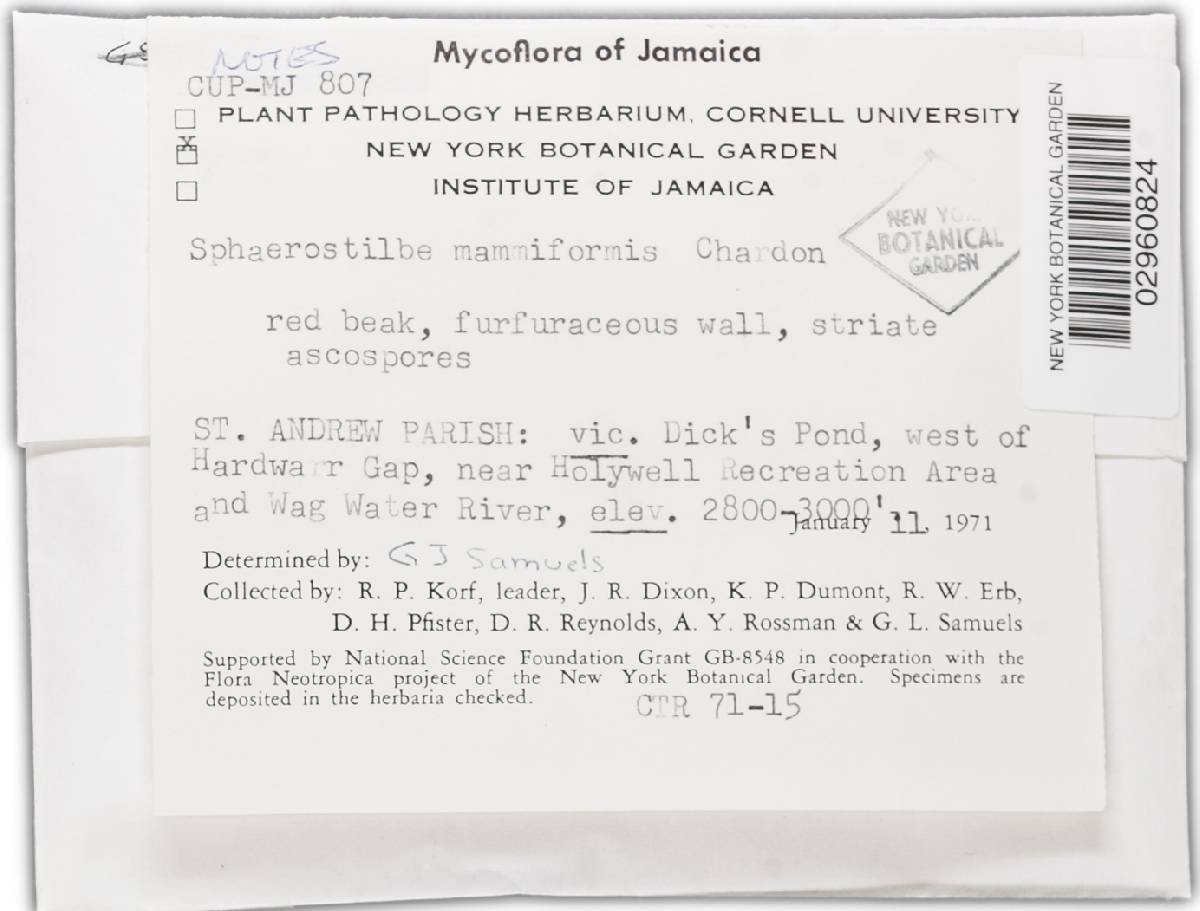 NOTES
Mycoflora of Jamaica
CUP-MJ 807
PLANT PATHOLOGY HERBARIUM, CORNELL UNIVERSITY
X NEW YORK BOTANICAL GARDEN
INSTITUTE OF JAMAICA
NEW
BOTANICAL
GARDEN
Sphaerostilbe mammiformis Chardon
red beak, furfuraceous wall, striate
ascospores
ST. ANDREW PARISH: vic. Dick's Pond, west of
Hardwarr Gap, near Holywell Recreation Area
and Wag Water River, elev. 2800-3000'
January 11 1971
Determined by: G J Samuels
Collected by: R. P. Korf, leader, J. R. Dixon, K. P. Dumont, R. W. Erb,
D. H. Pfister, D. R. Reynolds, A. Y. Rossman & G. L. Samuels
Supported by National Science Foundation Grant GB-8548 in cooperation with the
Flora Neotropica project of the New York Botanical Garden. Specimens are
deposited in the herbaria checked.
CTR 71-15
NEW YORK BOTANICAL GARDEN
02960824